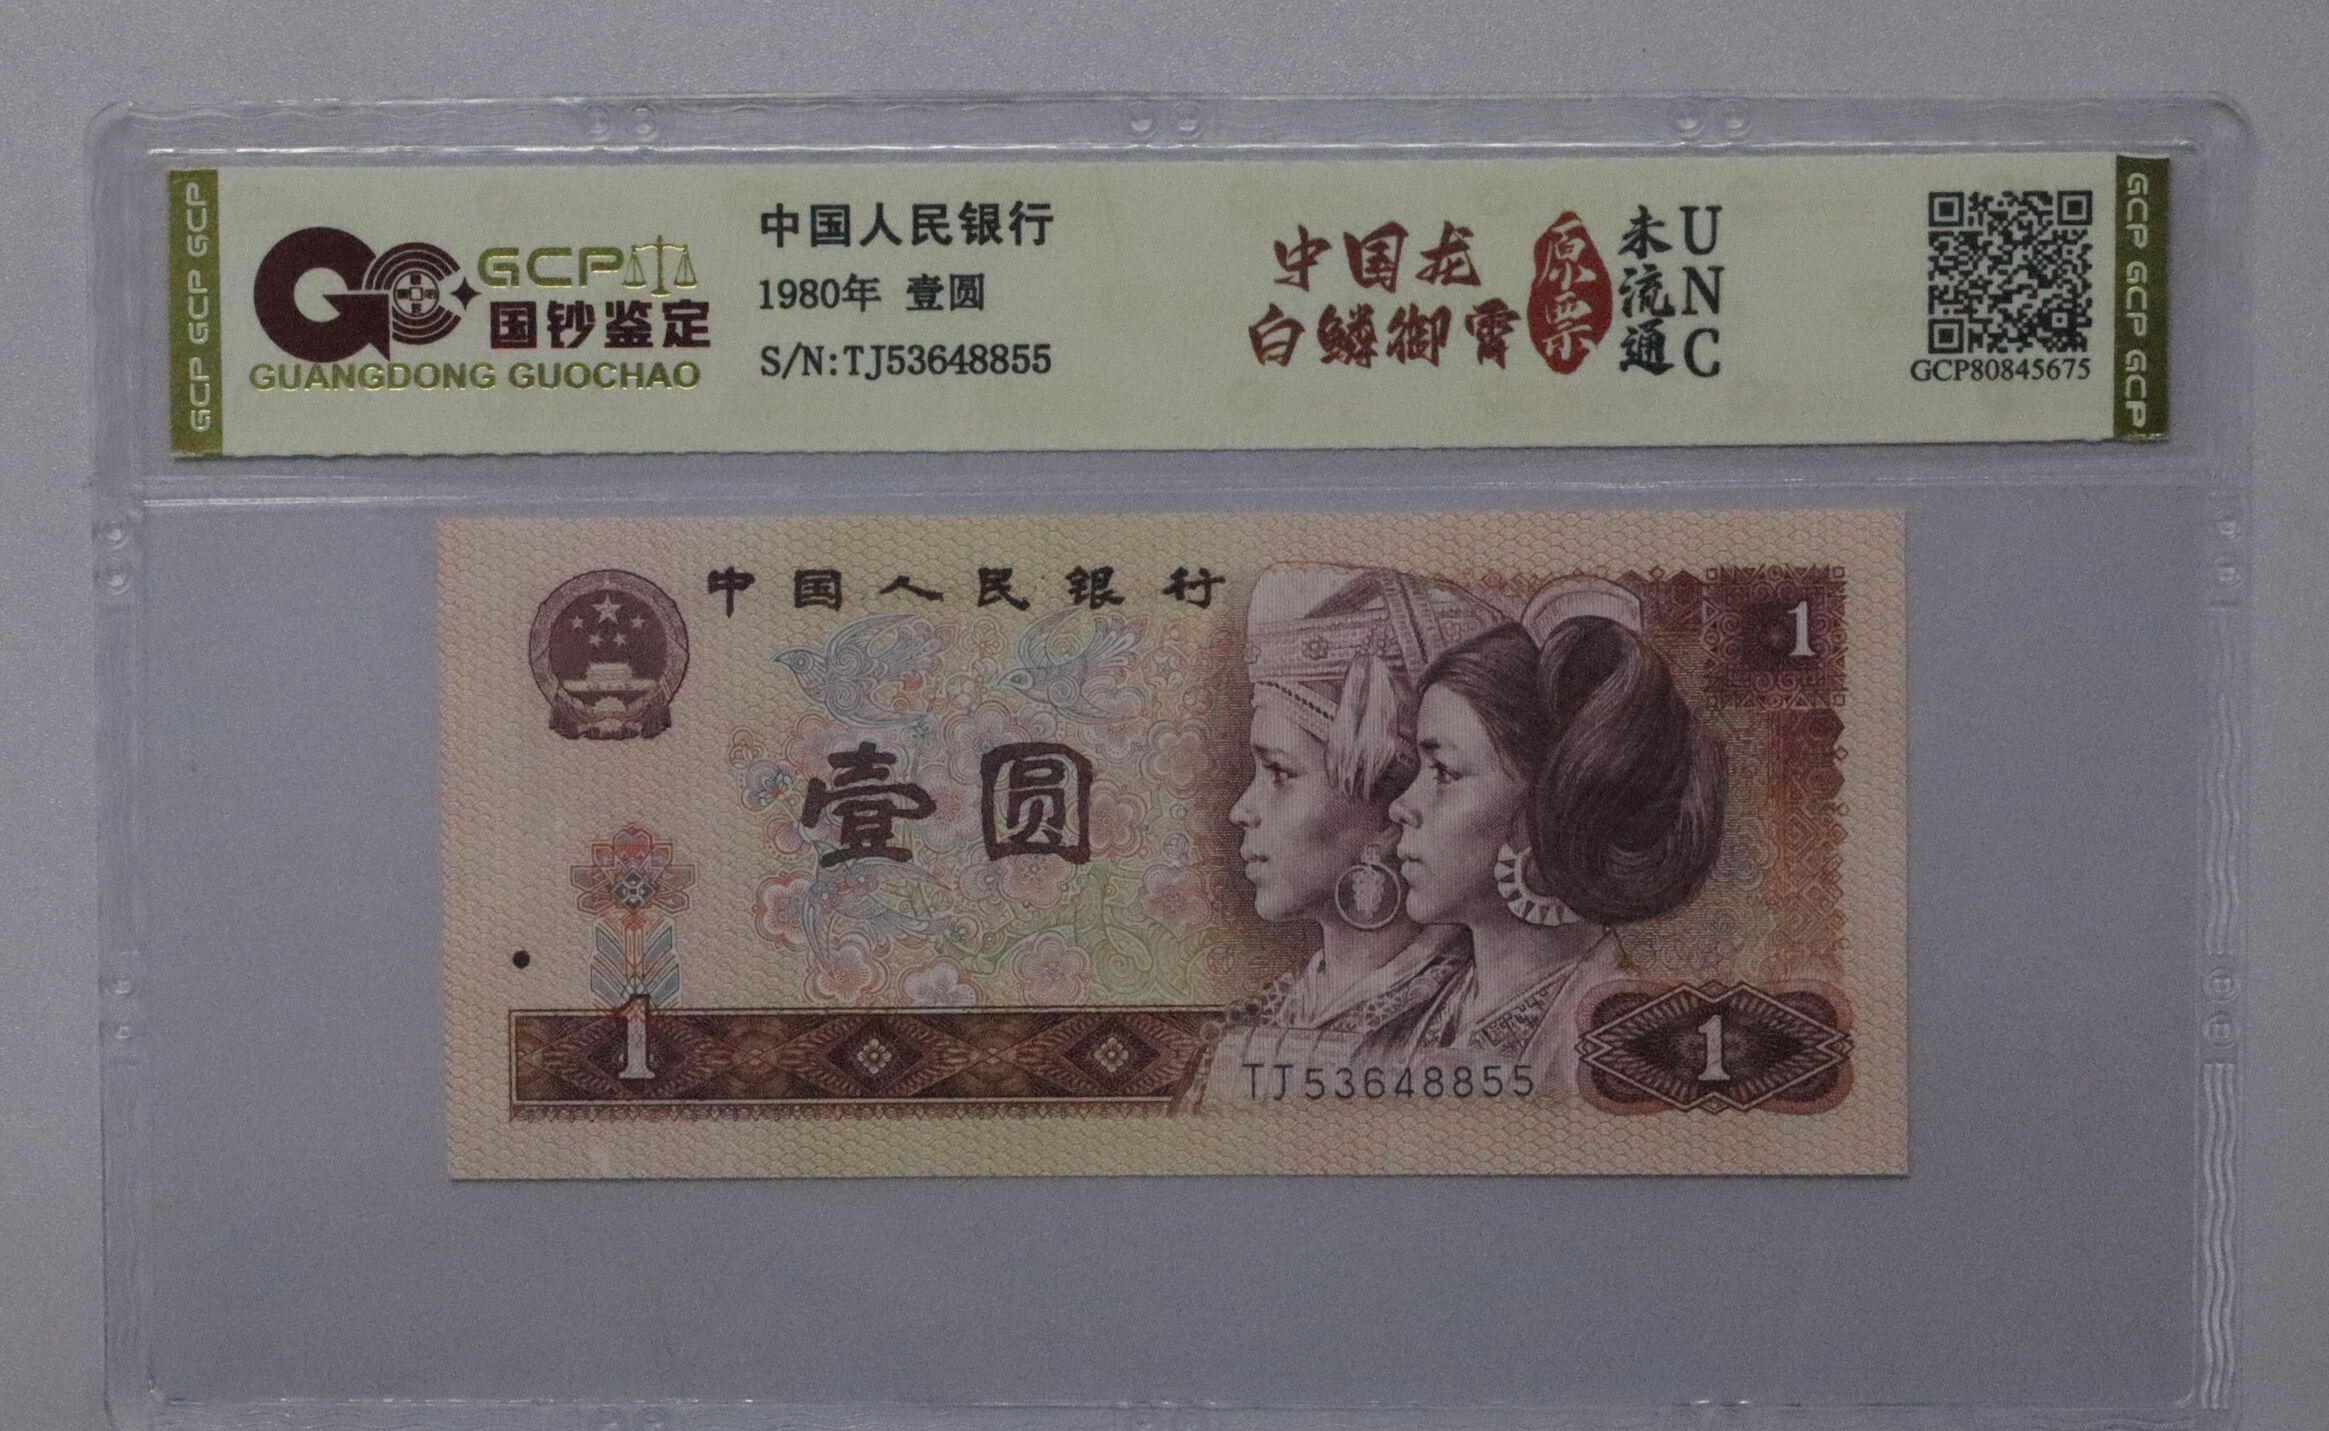 GCP GCP GCP
GCP
国钞鉴定
GUANGDONG GUOCHAO
中国人民银行
1980年 壹圆
S/N:TJ53648855
中国龙
白鳞御霄
原票
未流通
UNC
GCP80845675
GCP GCP GCP
中国人民银行
1
壹圆
1
TJ53648855
1